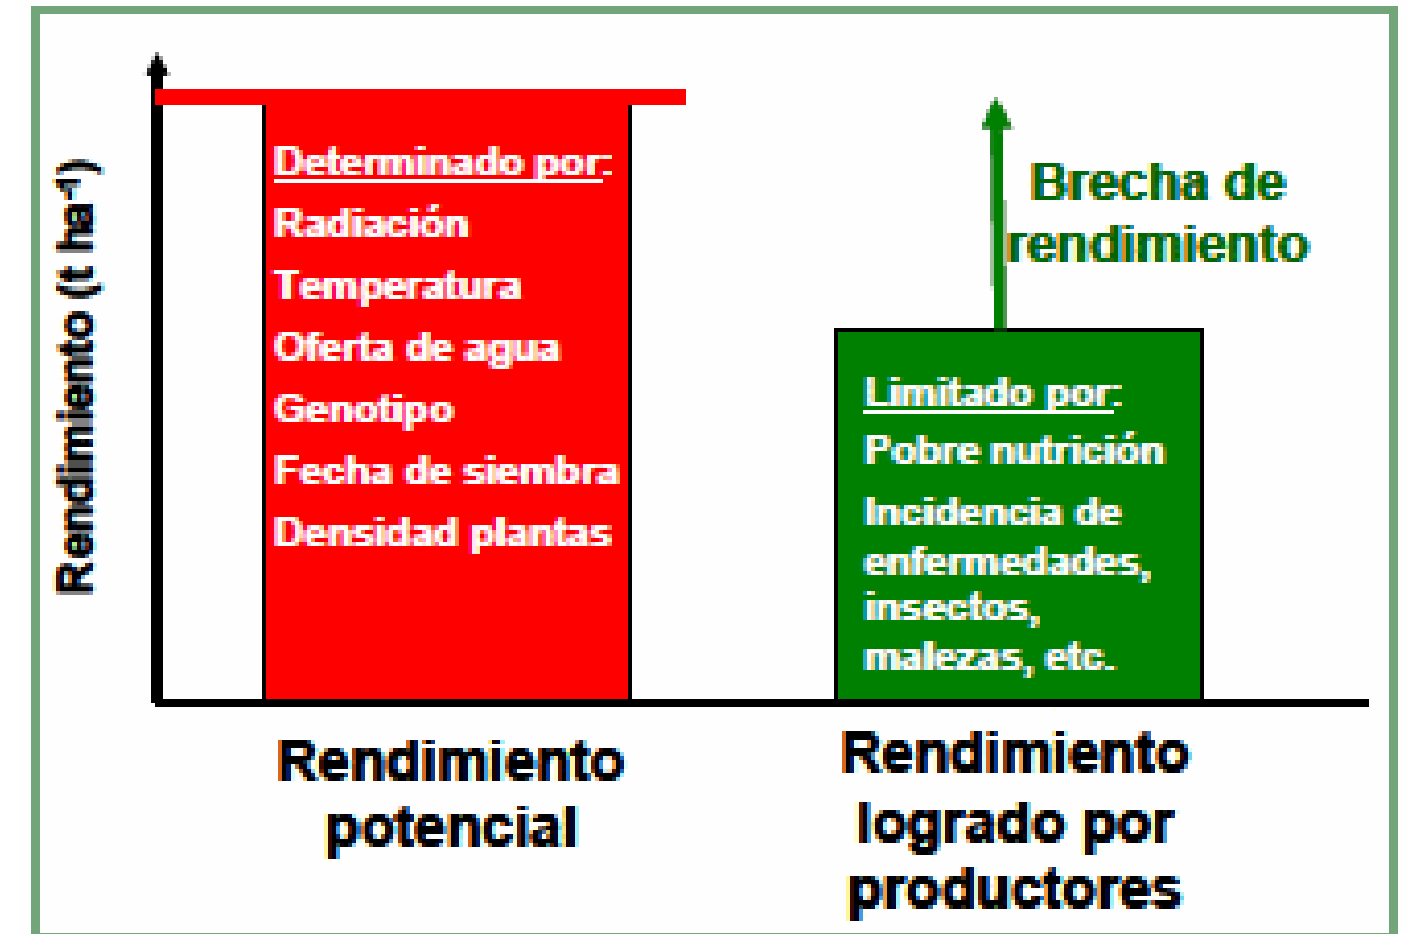 Rendimiento (t ha⁻¹)
Determinado por:
Radiación
Temperatura
Oferta de agua
Genotipo
Fecha de siembra
Densidad plantas
Brecha de
rendimiento
Limitado por:
Pobre nutrición
Incidencia de
enfermedades,
insectos,
malezas, etc.
Rendimiento
potencial
Rendimiento
logrado por
productores